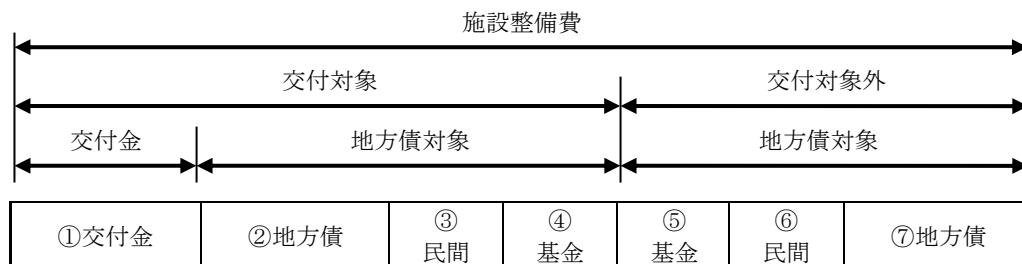 施設整備費
交付対象 交付対象外
交付金 地方債対象 地方債対象
①交付金 ②地方債 ③民間 ④基金 ⑤基金 ⑥民間 ⑦地方債